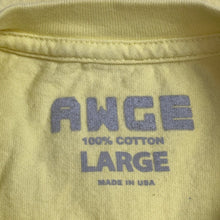 AWGE
100% COTTON
LARGE
MADE IN USA